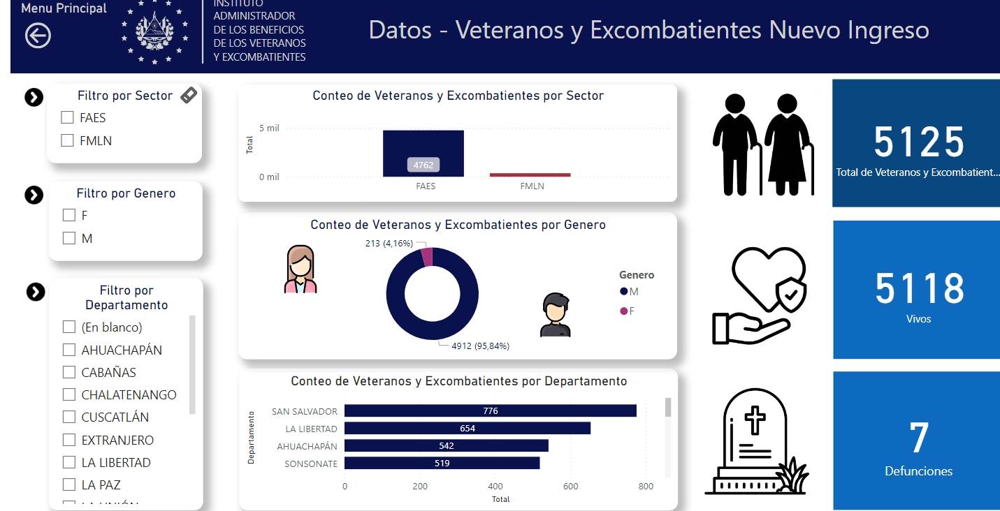 Menu Principal
INSTITUTO
ADMINISTRADOR
DE LOS BENEFICIOS
DE LOS VETERANOS
Y EXCOMBATIENTES
Datos - Veteranos y Excombatientes Nuevo Ingreso
Filtro por Sector
FAES
FMLN
Filtro por Genero
F
M
Filtro por
Departamento
(En blanco)
AHUACHAPÁN
CABAÑAS
CHALATENANGO
CUSCATLÁN
EXTRANJERO
LA LIBERTAD
LA PAZ
LA UNIÓN
Conteo de Veteranos y Excombatientes por Sector
Total
5 mil
0 mil
4762
FAES
FMLN
Conteo de Veteranos y Excombatientes por Genero
213 (4,16%)
4912 (95,84%)
Genero
M
F
Conteo de Veteranos y Excombatientes por Departamento
Departamento
SAN SALVADOR 776
LA LIBERTAD 654
AHUACHAPÁN 542
SONSONATE 519
0 200 400 600 800
Total
5125
Total de Veteranos y Excombatient...
5118
Vivos
7
Defunciones